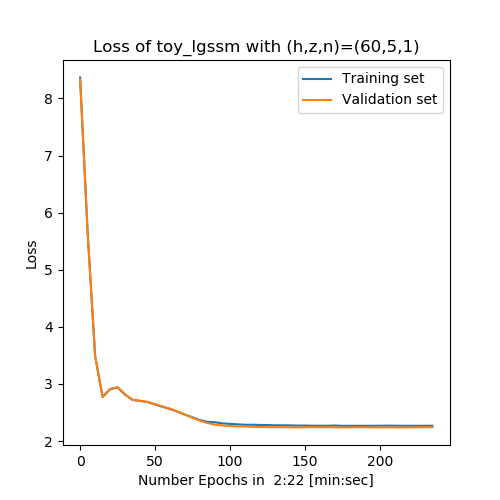 Loss of toy_lgssm with (h,z,n)=(60,5,1)
Training set
Validation set
8
7
6
5
4
3
2
Loss
0
50
100
150
200
Number Epochs in  2:22 [min:sec]